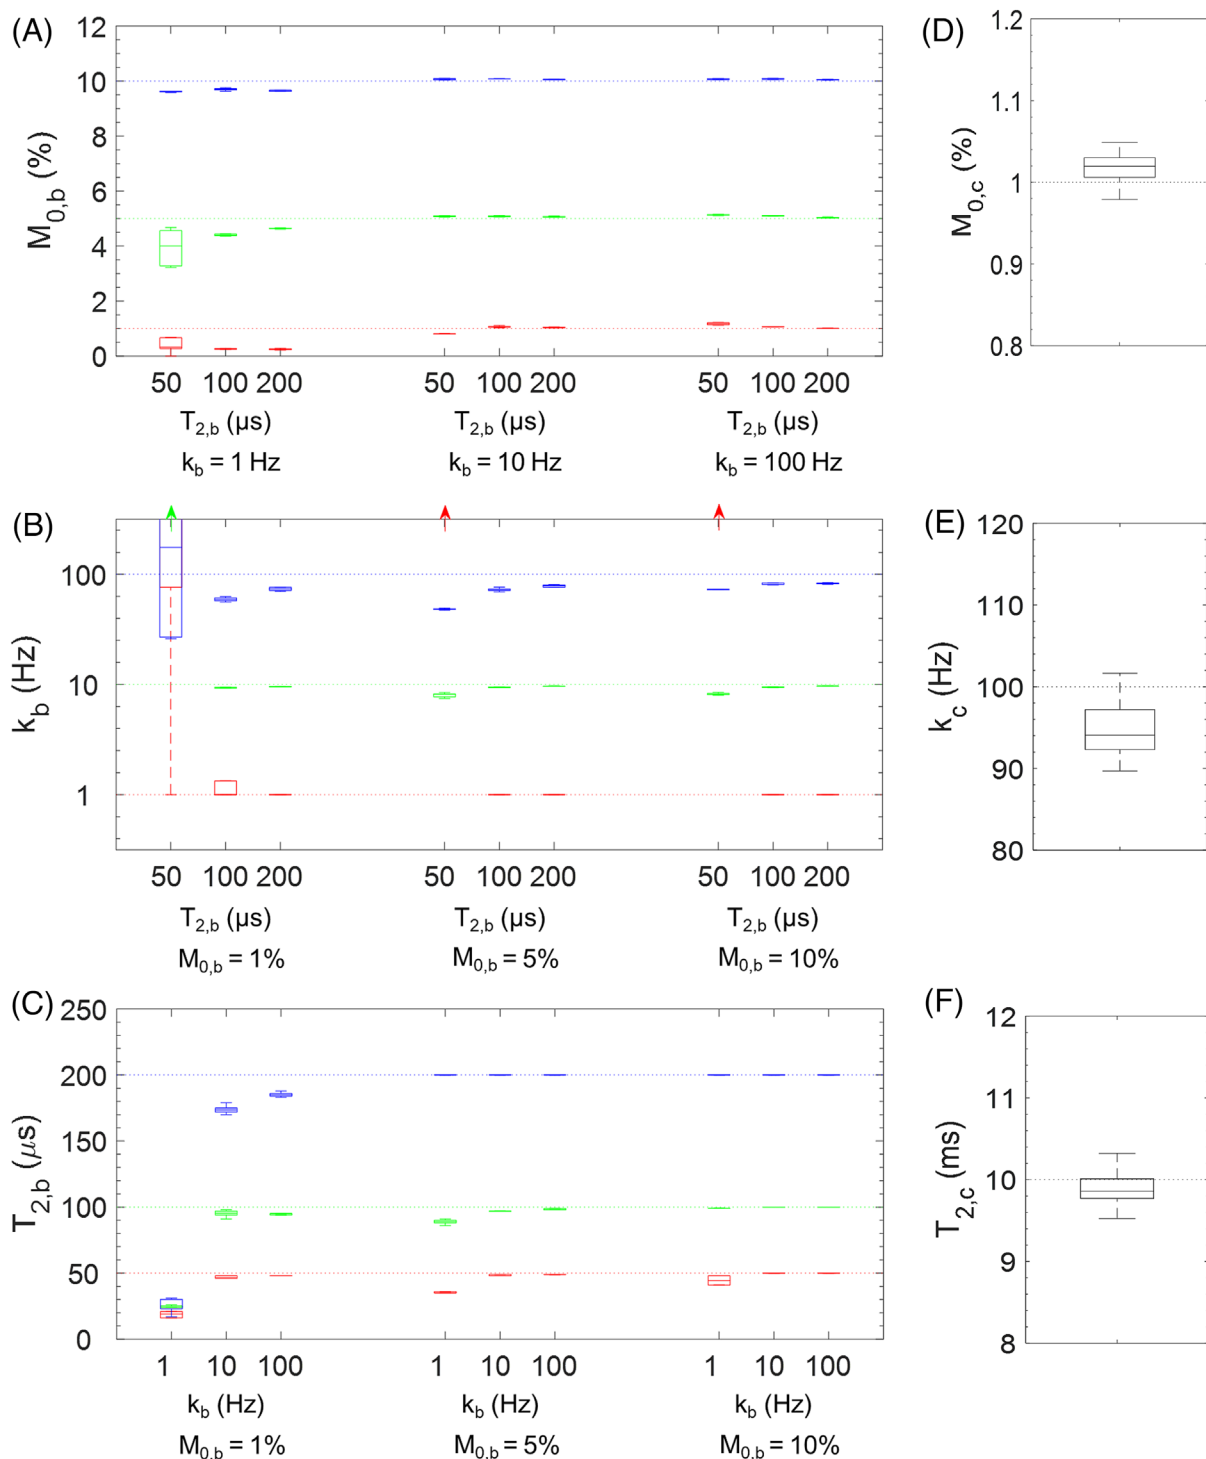 (A)
12
10
8
6
4
2
0
M0,b (%)
50 100 200 50 100 200 50 100 200
T2,b (μs) T2,b (μs) T2,b (μs)
kb = 1 Hz kb = 10 Hz kb = 100 Hz
(D)
1.2
1.1
1
0.9
0.8
M0,c (%)
(B)
100
10
1
kb (Hz)
50 100 200 50 100 200 50 100 200
T2,b (μs) T2,b (μs) T2,b (μs)
M0,b = 1% M0,b = 5% M0,b = 10%
(E)
120
110
100
90
80
kc (Hz)
(C)
250
200
150
100
50
0
T2,b (μs)
1 10 100 1 10 100 1 10 100
kb (Hz) kb (Hz) kb (Hz)
M0,b = 1% M0,b = 5% M0,b = 10%
(F)
12
11
10
9
8
T2,c (ms)